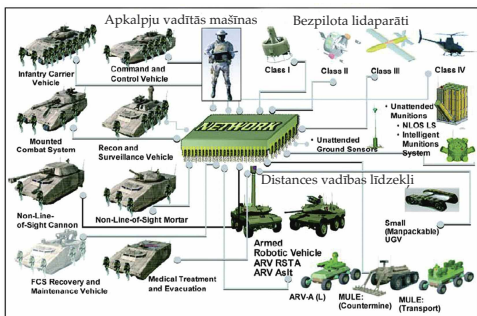 Apkalpju vadītās mašīnas
Bezpilota lidaparāti
Infantry Carrier
Vehicle
Command and
Control Vehicle
Class I
Class II
Class III
Class IV
Mounted
Combat System
Recon and
Surveillance Vehicle
NETWORK
• Unattended
Ground Sensors
• Unattended
Munitions
• NLOS LS
• Intelligent
Munitions
System
Distances vadības līdzekli
Non-Line-
of-Sight Cannon
Non-Line-of-Sight Mortar
Small
(Manpackable)
UGV
Armed
Robotic Vehicle
ARV RSTA
ARV Aslt
FCS Recovery and
Maintenance Vehicle
Medical Treatment
and Evacuation
ARV-A (L)
MULE:
(Countermine)
MULE:
(Transport)